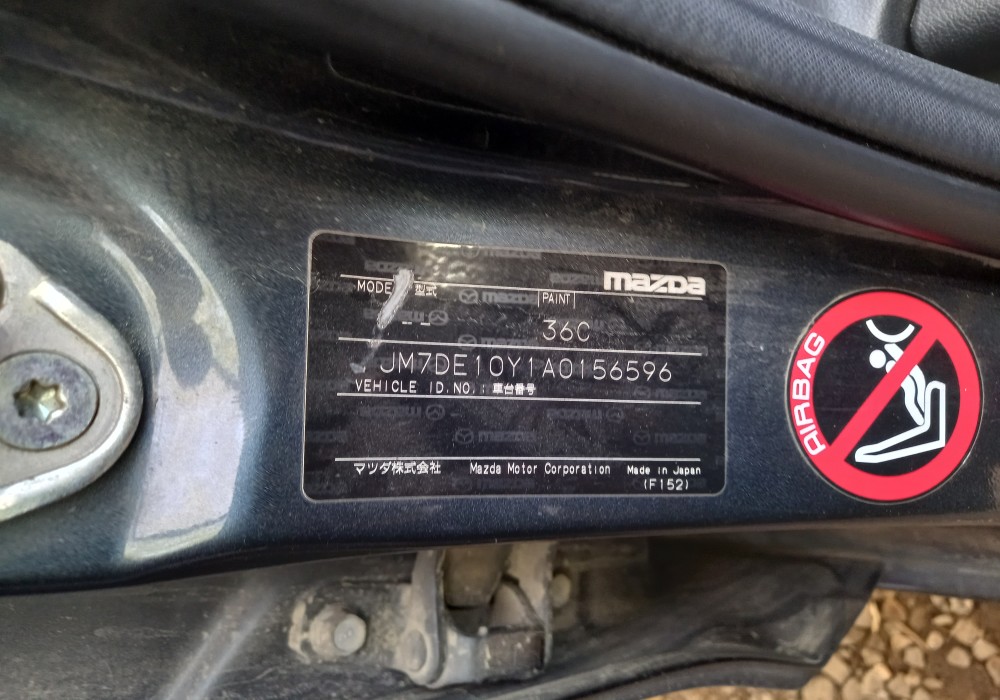 mazda
MODEL 型式 PAINT
-- 36C
JM7DE10Y1A0156596
VEHICLE ID.NO.: 車台番号
マツダ株式会社 Mazda Motor Corporation Made in Japan
(F152)
AIRBAG